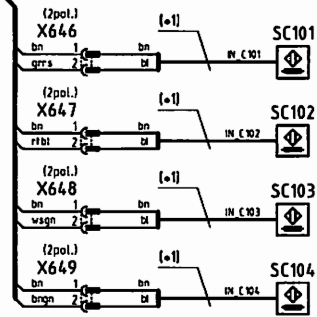 (2pol.)
X646
(•1)
SC101
bn 1 bn
grrs 2 bl
IN_C101
(2pol.)
X647
(•1)
SC102
bn 1 bn
rtbl 2 bl
IN_C102
(2pol.)
X648
(•1)
SC103
bn 1 bn
wsgn 2 bl
IN_C103
(2pol.)
X649
(•1)
SC104
bn 1 bn
bngn 2 bl
IN_C104